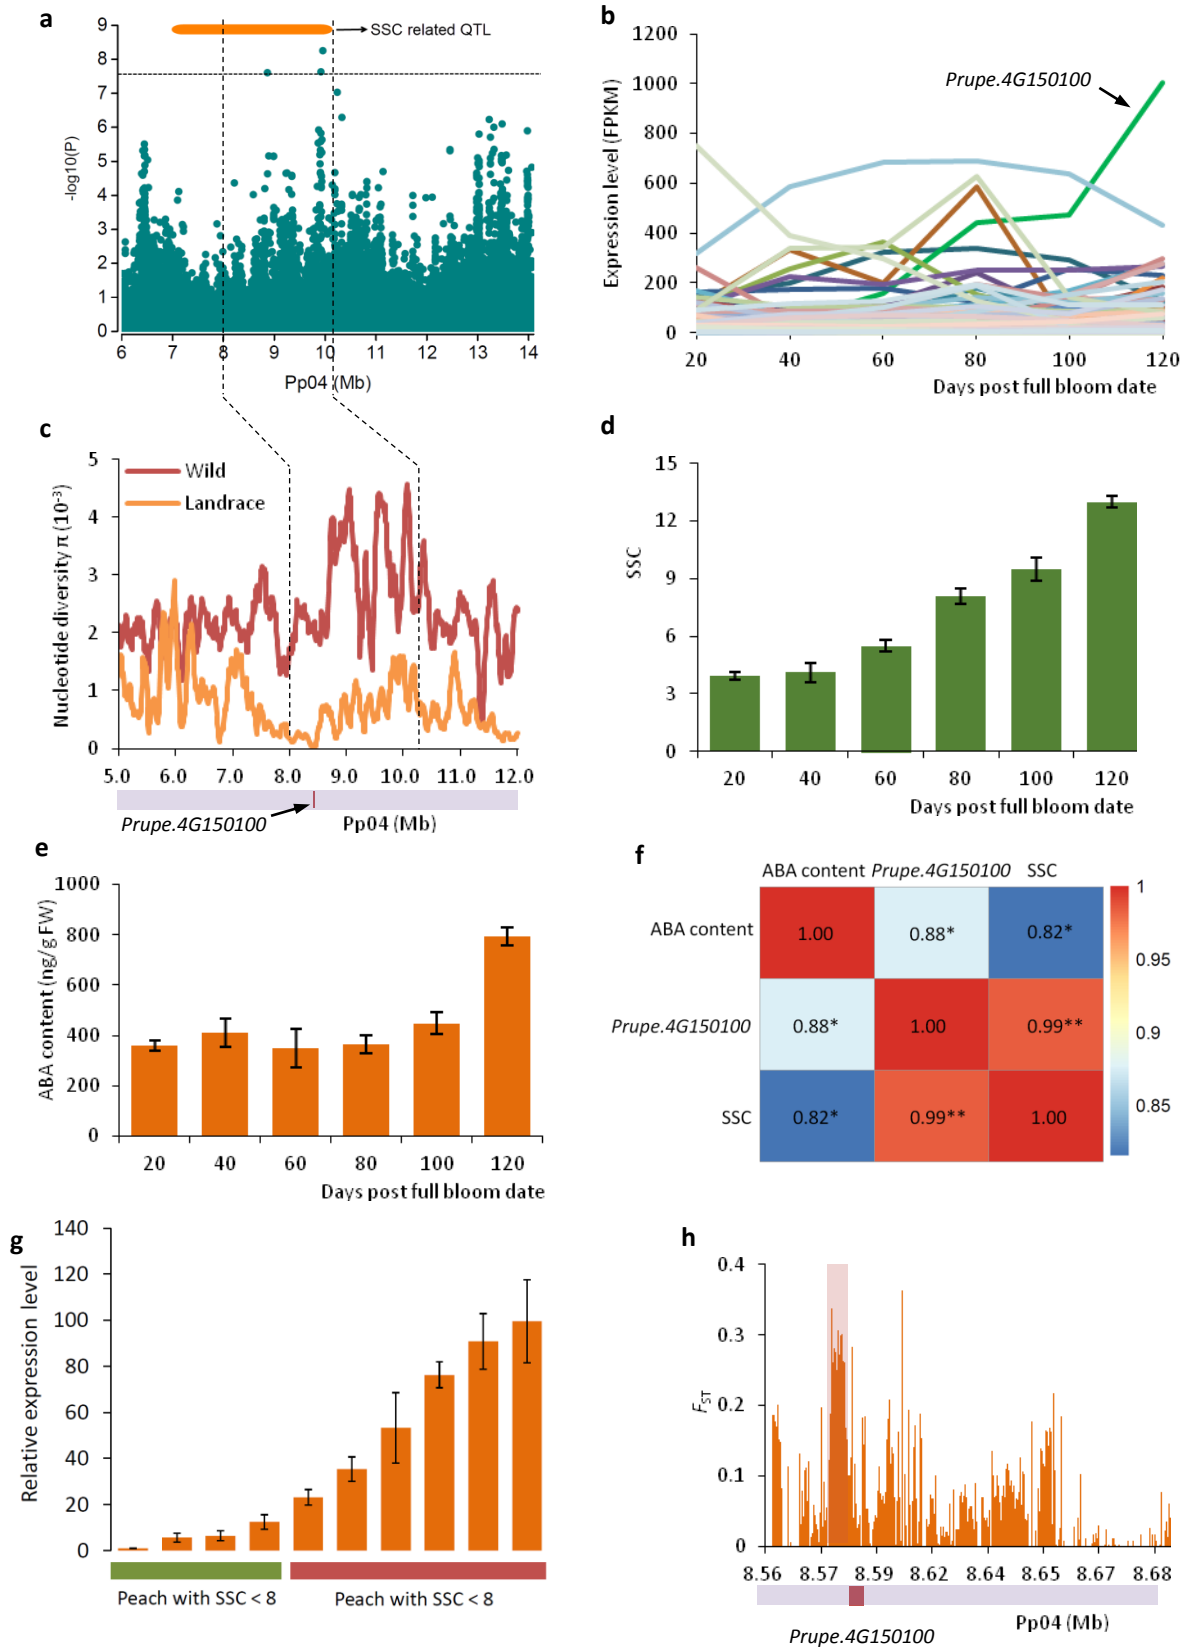 a
9
8
7
6
5
4
3
2
1
0
-log10(P)
SSC related QTL
6 7 8 9 10 11 12 13 14
Pp04 (Mb)
b
1200
1000
800
600
400
200
0
Expression level (FPKM)
Prupe.4G150100
20 40 60 80 100 120
Days post full bloom date
c
5
4
3
2
1
0
Nucleotide diversity π (10⁻³)
Wild
Landrace
5.0 6.0 7.0 8.0 9.0 10.0 11.0 12.0
Prupe.4G150100
Pp04 (Mb)
d
15
12
9
6
3
0
SSC
20 40 60 80 100 120
Days post full bloom date
e
1000
800
600
400
200
0
ABA content (ng/g FW)
20 40 60 80 100 120
Days post full bloom date
f
ABA content Prupe.4G150100 SSC
ABA content 1.00 0.88* 0.82*
Prupe.4G150100 0.88* 1.00 0.99**
SSC 0.82* 0.99** 1.00
1
0.95
0.9
0.85
g
140
120
100
80
60
40
20
0
Relative expression level
Peach with SSC < 8 Peach with SSC < 8
h
0.4
0.3
0.2
0.1
0
FST
8.56 8.57 8.59 8.62 8.64 8.65 8.67 8.68
Pp04 (Mb)
Prupe.4G150100